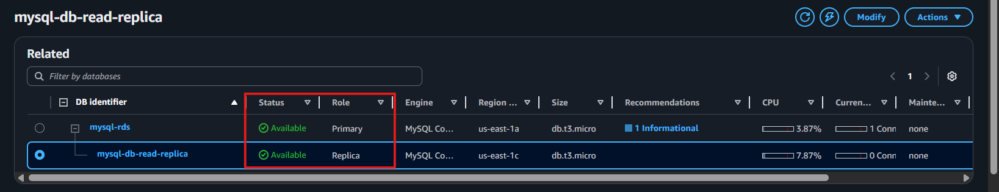 mysql-db-read-replica
Modify
Actions
Related
Filter by databases
1
DB identifier Status Role Engine Region ... Size Recommendations CPU Curren... Mainte...
mysql-rds Available Primary MySQL Co... us-east-1a db.t3.micro 1 Informational 3.87% 1 Conn none
mysql-db-read-replica Available Replica MySQL Co... us-east-1c db.t3.micro 7.87% 0 Conn none